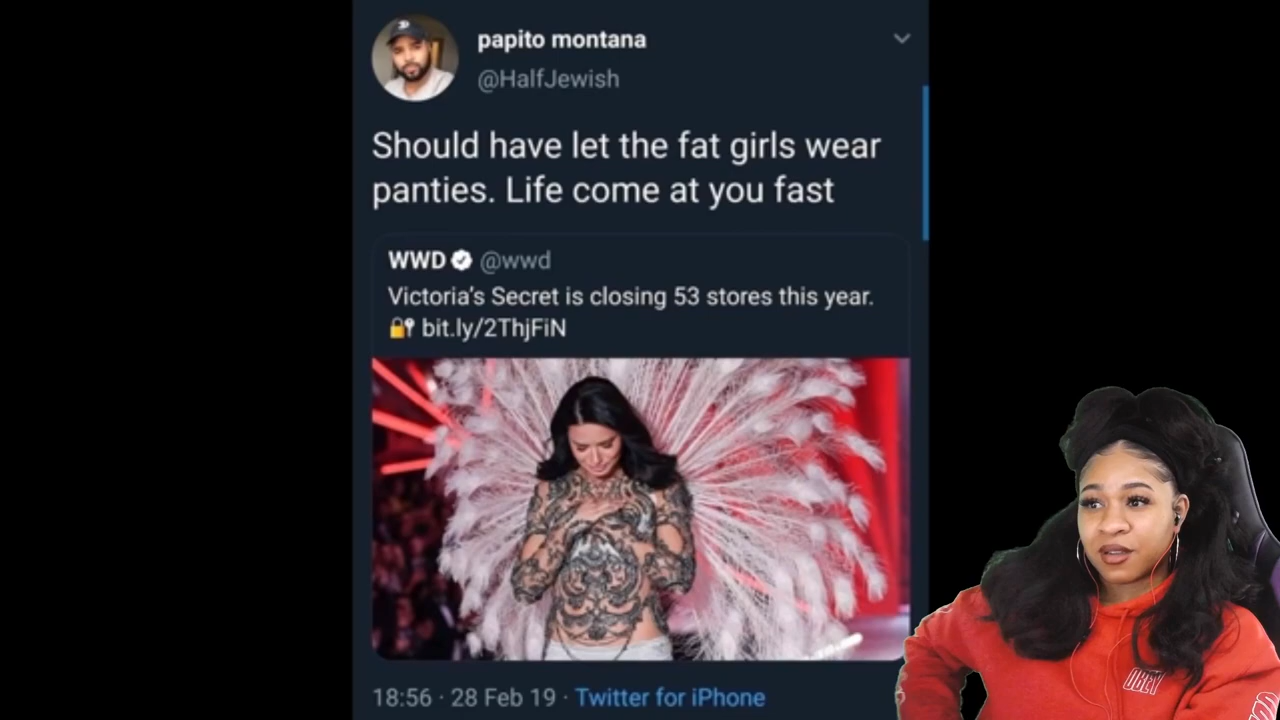 papito montana
@HalfJewish
Should have let the fat girls wear
panties. Life come at you fast
WWD @wwd
Victoria's Secret is closing 53 stores this year.
🔐 bit.ly/2ThjFiN
18:56 · 28 Feb 19 · Twitter for iPhone
OBEY